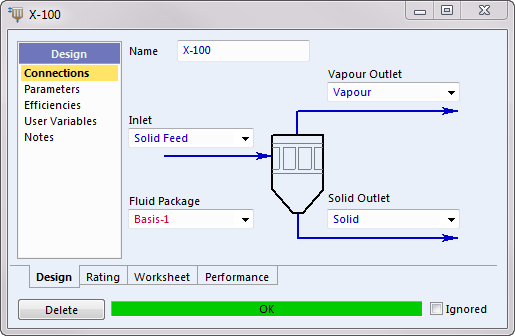 X-100
Design
Connections
Parameters
Efficiencies
User Variables
Notes
Name
X-100
Vapour Outlet
Vapour
Inlet
Solid Feed
Fluid Package
Basis-1
Solid Outlet
Solid
Design
Rating
Worksheet
Performance
Delete
OK
Ignored